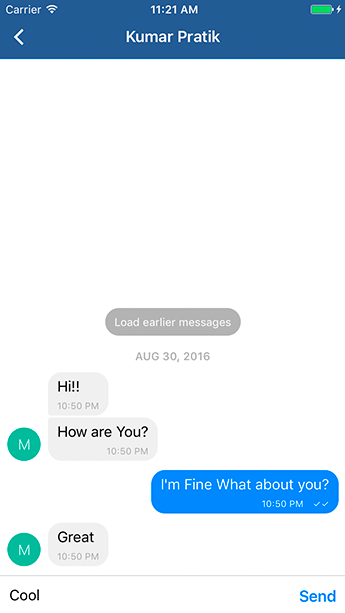 Carrier 11:21 AM
Kumar Pratik
Load earlier messages
AUG 30, 2016
Hi!!
10:50 PM
M
How are You?
10:50 PM
I'm Fine What about you?
10:50 PM
M
Great
10:50 PM
Cool Send